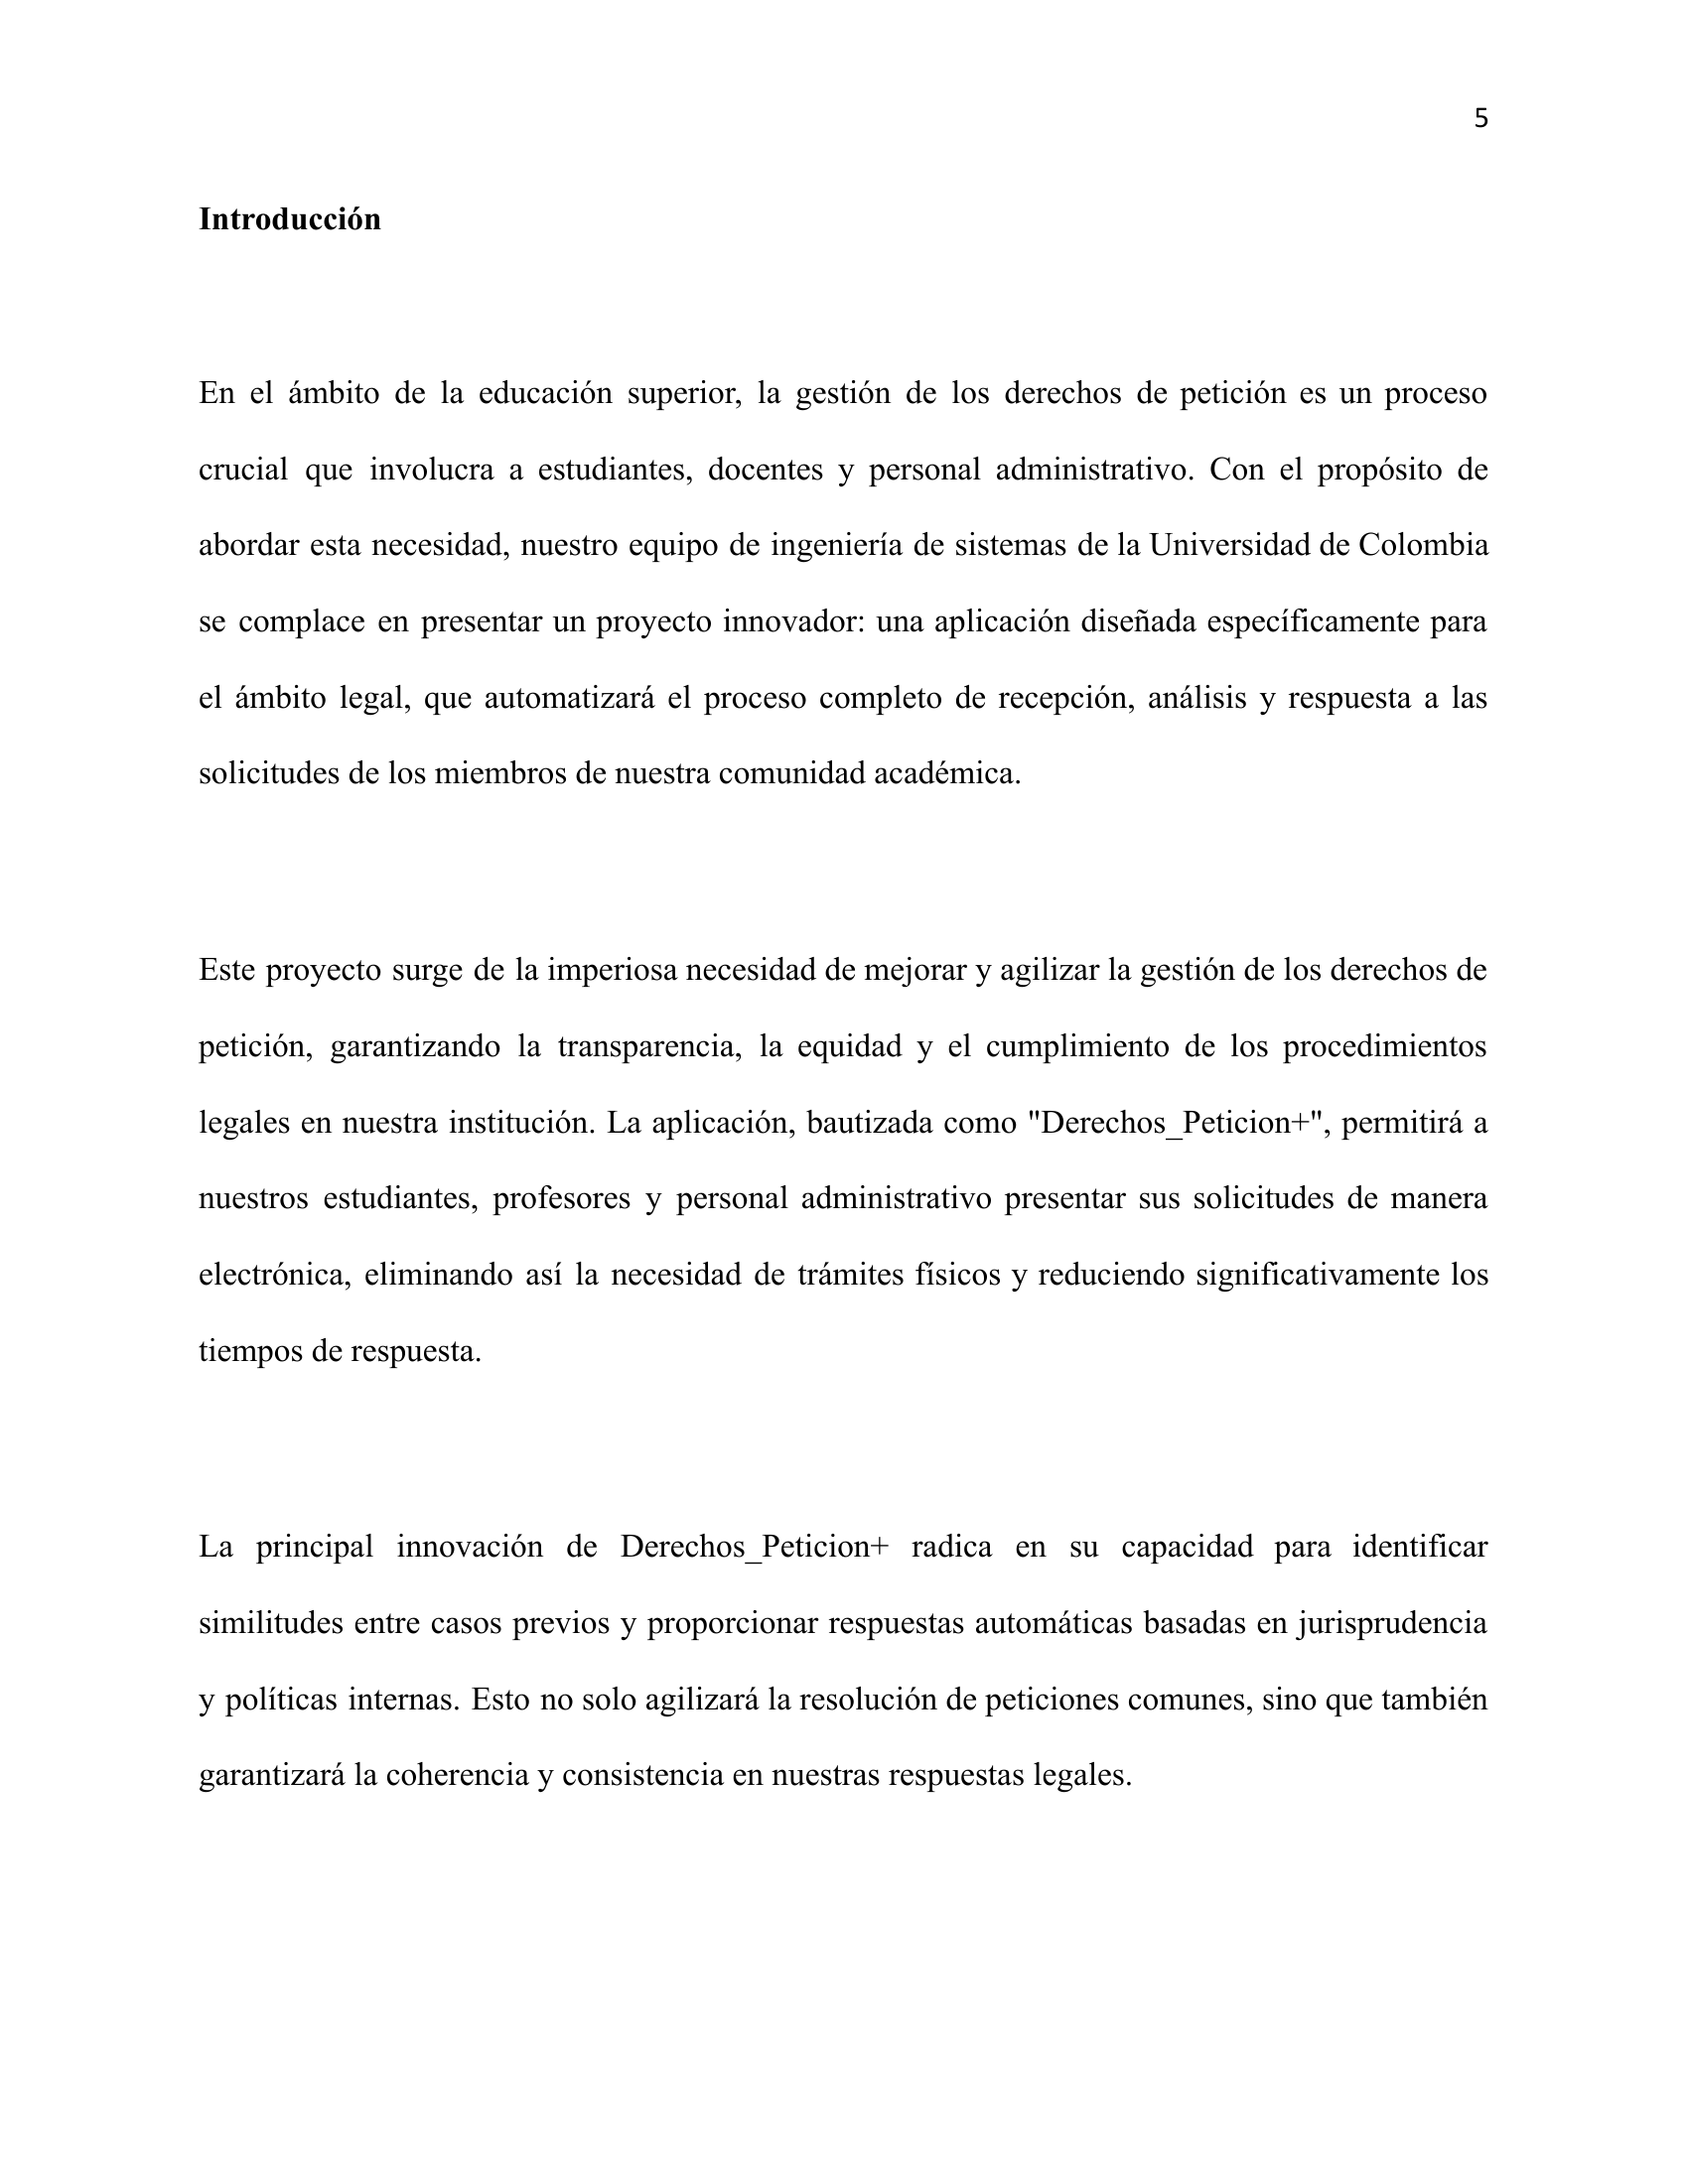 5
Introducción
En el ámbito de la educación superior, la gestión de los derechos de petición es un proceso
crucial que involucra a estudiantes, docentes y personal administrativo. Con el propósito de
abordar esta necesidad, nuestro equipo de ingeniería de sistemas de la Universidad de Colombia
se complace en presentar un proyecto innovador: una aplicación diseñada específicamente para
el ámbito legal, que automatizará el proceso completo de recepción, análisis y respuesta a las
solicitudes de los miembros de nuestra comunidad académica.
Este proyecto surge de la imperiosa necesidad de mejorar y agilizar la gestión de los derechos de
petición, garantizando la transparencia, la equidad y el cumplimiento de los procedimientos
legales en nuestra institución. La aplicación, bautizada como "Derechos_Peticion+", permitirá a
nuestros estudiantes, profesores y personal administrativo presentar sus solicitudes de manera
electrónica, eliminando así la necesidad de trámites físicos y reduciendo significativamente los
tiempos de respuesta.
La principal innovación de Derechos_Peticion+ radica en su capacidad para identificar
similitudes entre casos previos y proporcionar respuestas automáticas basadas en jurisprudencia
y políticas internas. Esto no solo agilizará la resolución de peticiones comunes, sino que también
garantizará la coherencia y consistencia en nuestras respuestas legales.